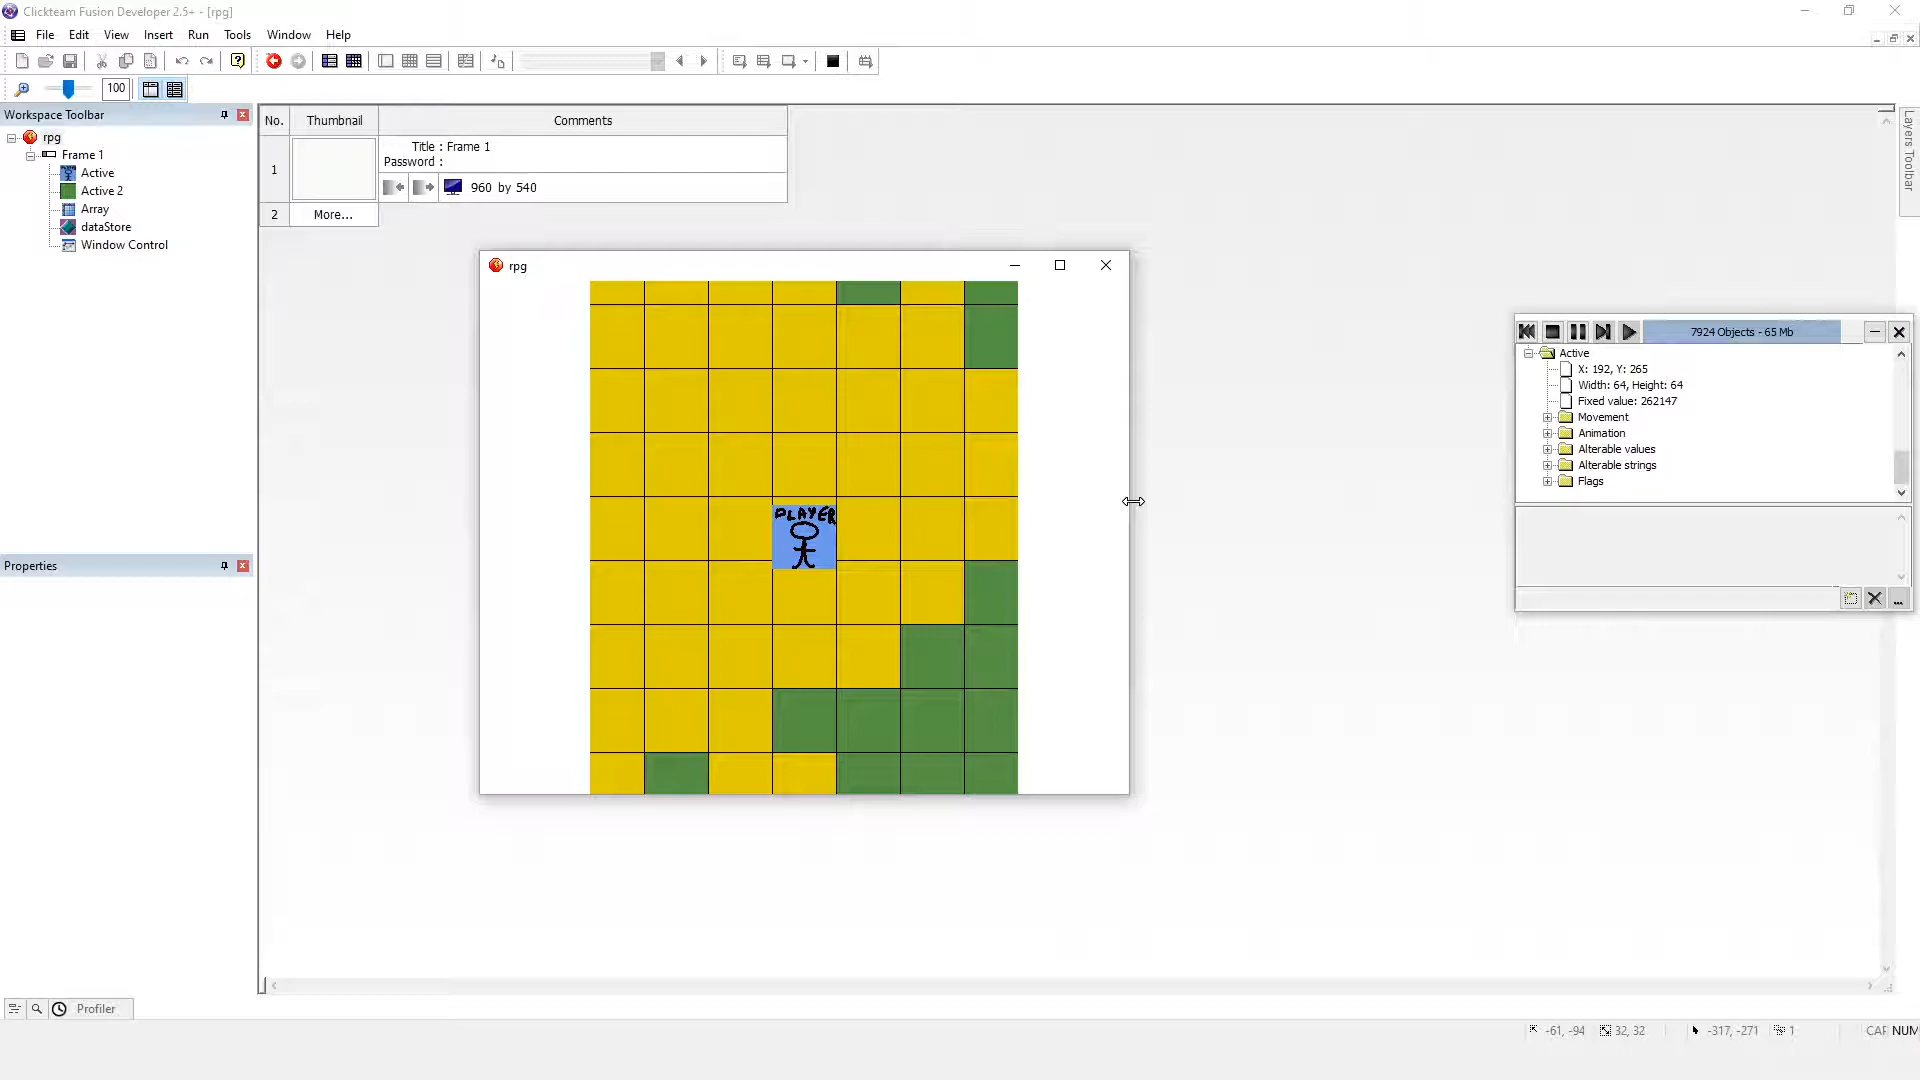 Clickteam Fusion Developer 2.5+ - [rpg]
File Edit View Insert Run Tools Window Help
100
Workspace Toolbar
rpg
Frame 1
Active
Active 2
Array
dataStore
Window Control
No. Thumbnail Comments
1
Title : Frame 1
Password :
960 by 540
2 More...
Layers Toolbar
rpg
PLAYER
7924 Objects - 65 Mb
Active
X: 192, Y: 265
Width: 64, Height: 64
Fixed value: 262147
Movement
Animation
Alterable values
Alterable strings
Flags
...
Properties
Profiler
-61, -94 32, 32 -317, -271 1 CAF NUM